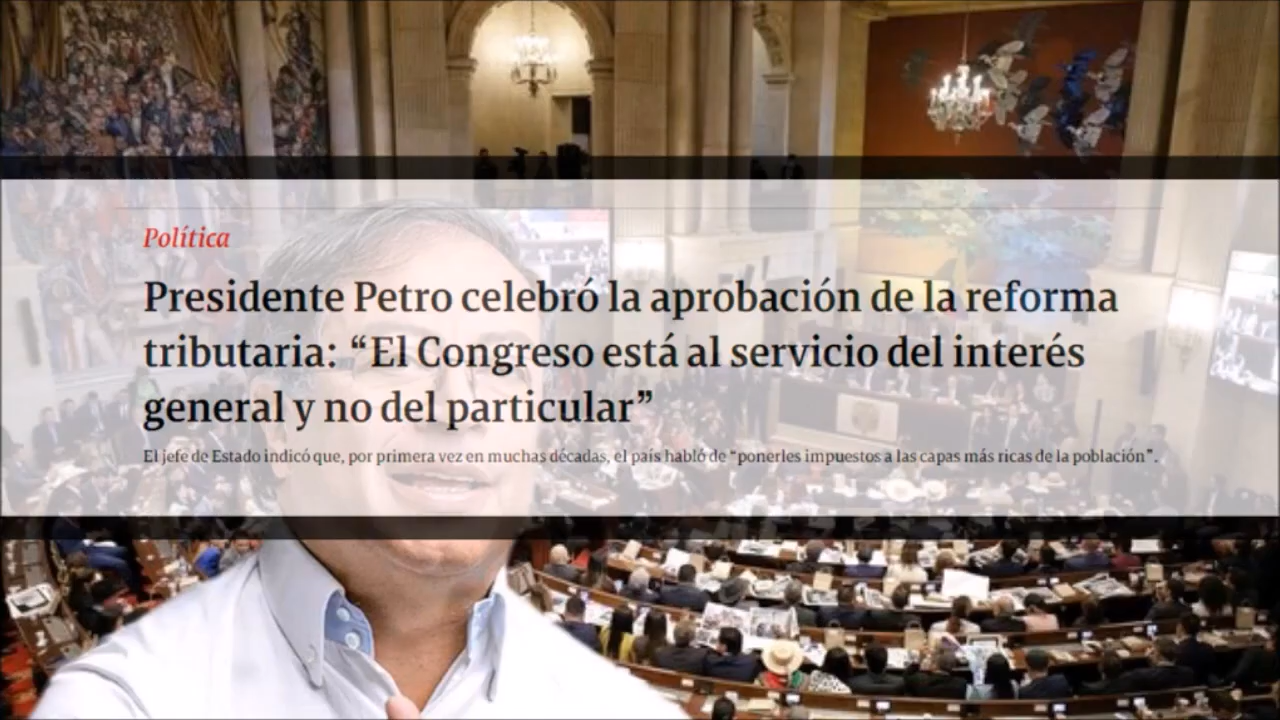 Política
Presidente Petro celebró la aprobación de la reforma
tributaria: “El Congreso está al servicio del interés
general y no del particular”
El jefe de Estado indicó que, por primera vez en muchas décadas, el país habló de “ponerles impuestos a las capas más ricas de la población”.